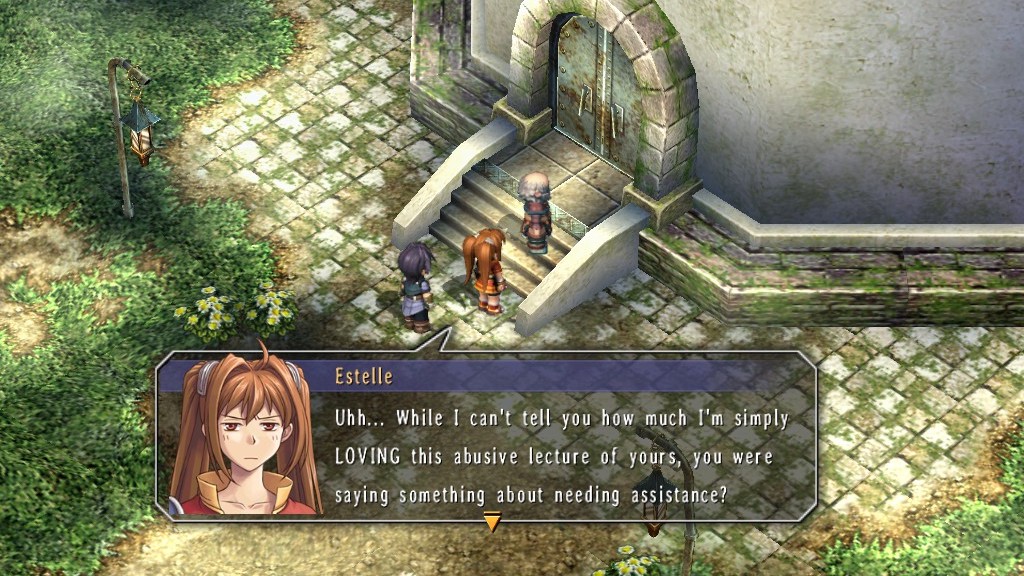 Estelle
Uhh... While I can't tell you how much I'm simply
LOVING this abusive lecture of yours, you were
saying something about needing assistance?